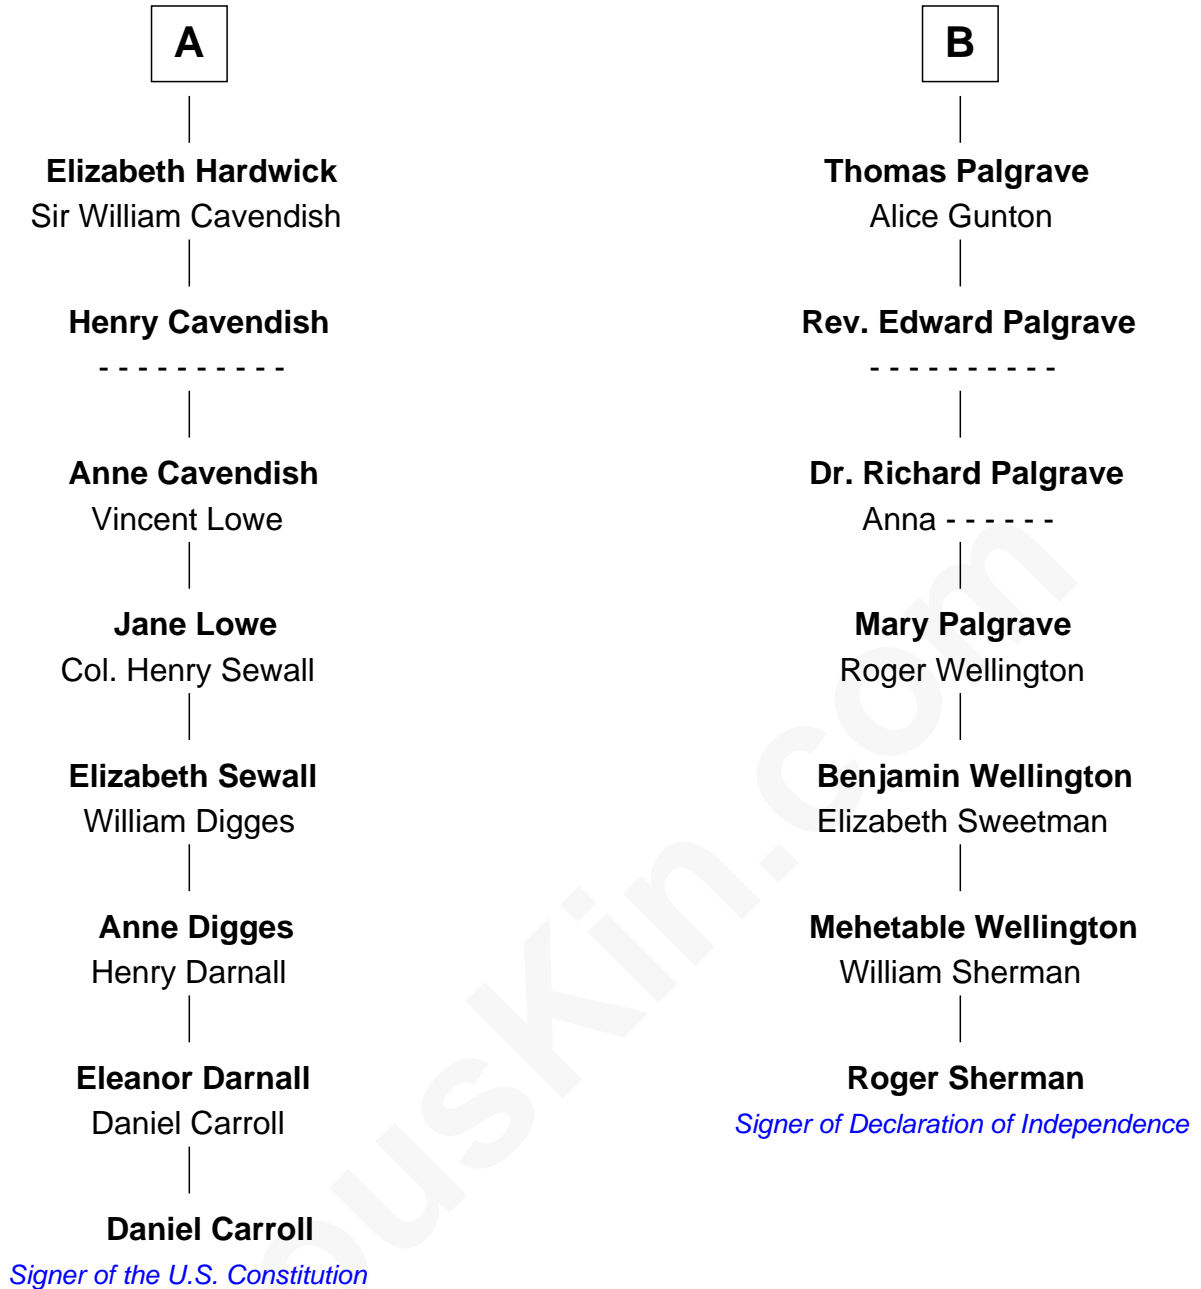 A
Elizabeth Hardwick
Sir William Cavendish
Henry Cavendish
- - - - - - - - - -
Anne Cavendish
Vincent Lowe
Jane Lowe
Col. Henry Sewall
Elizabeth Sewall
William Digges
Anne Digges
Henry Darnall
Eleanor Darnall
Daniel Carroll
Daniel Carroll
Signer of the U.S. Constitution
B
Thomas Palgrave
Alice Gunton
Rev. Edward Palgrave
- - - - - - - - - -
Dr. Richard Palgrave
Anna - - - - - -
Mary Palgrave
Roger Wellington
Benjamin Wellington
Elizabeth Sweetman
Mehetable Wellington
William Sherman
Roger Sherman
Signer of Declaration of Independence
ousKin.com